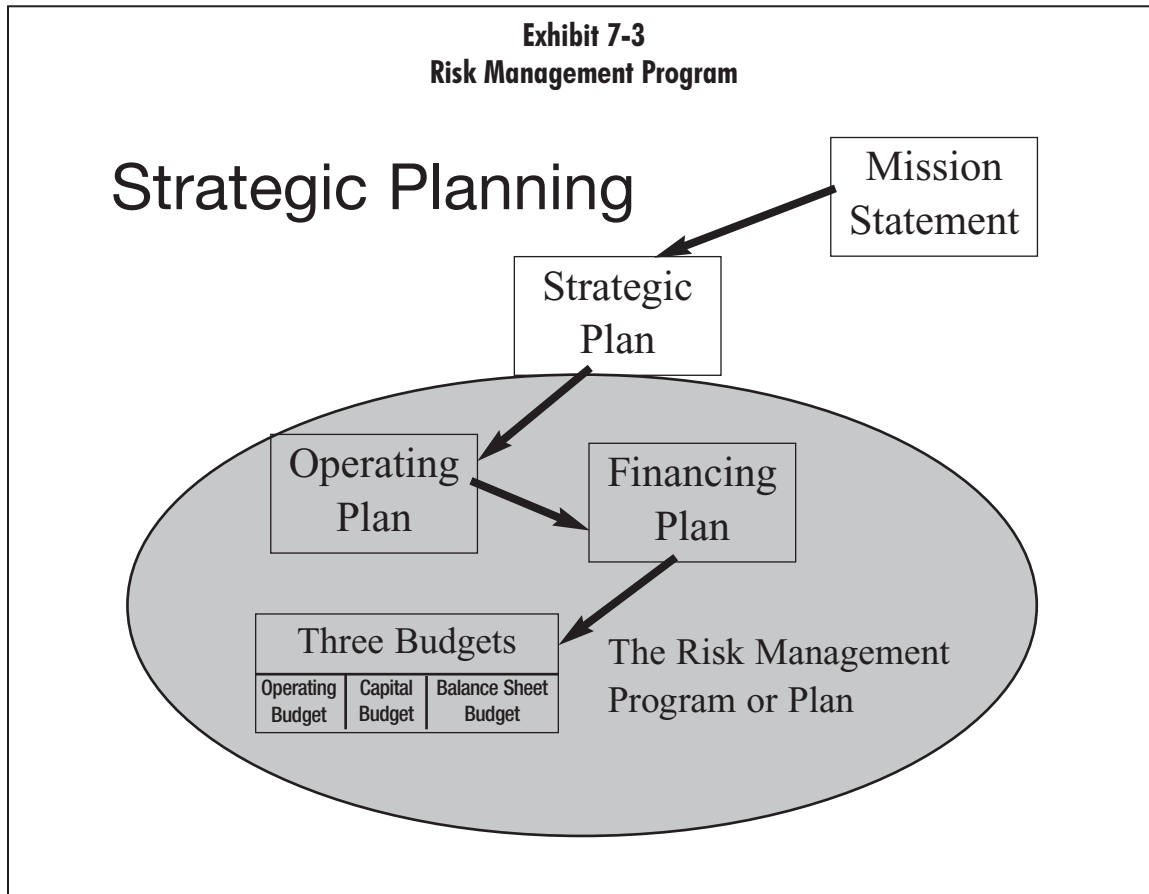 Exhibit 7-3
Risk Management Program
Strategic Planning
Mission
Statement
Strategic
Plan
Operating
Plan
Financing
Plan
Three Budgets
Operating
Budget
Capital
Budget
Balance Sheet
Budget
The Risk Management
Program or Plan